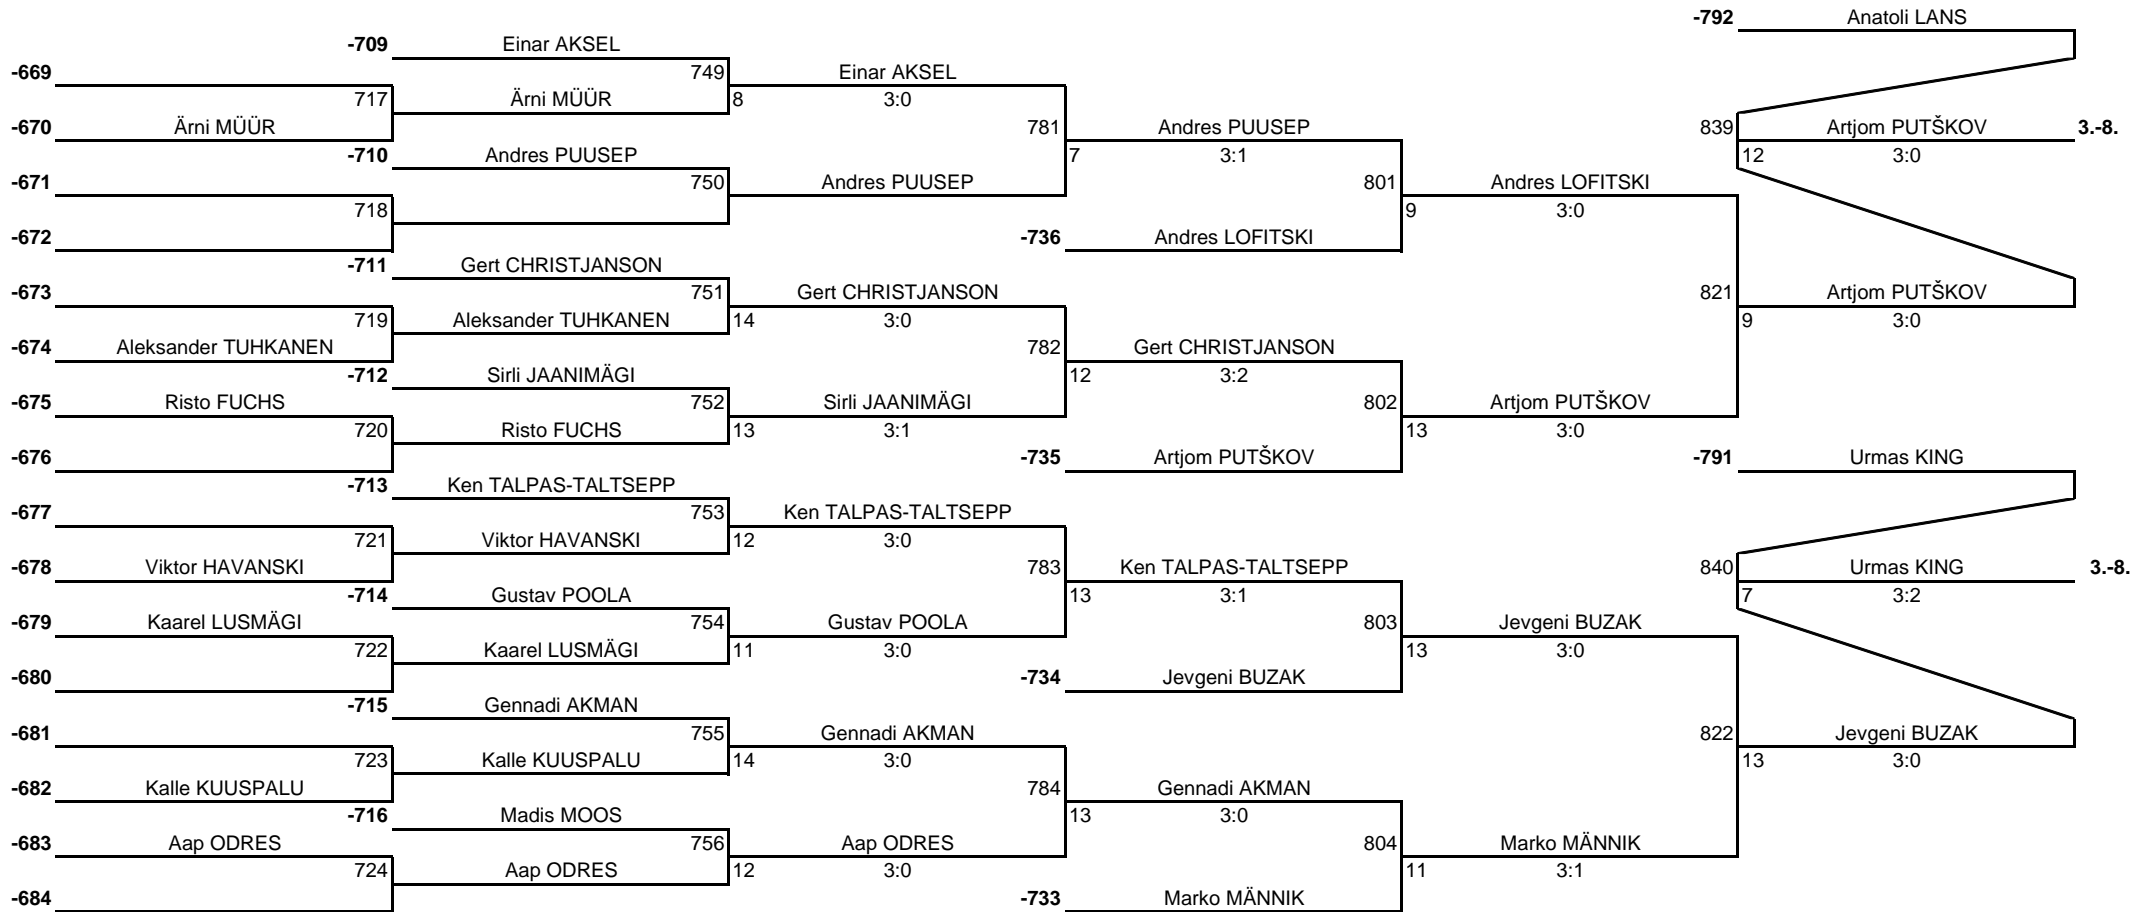 -792 Anatoli LANS
-709 Einar AKSEL
-669 749 Einar AKSEL
717 Ärni MÜÜR 8 3:0
-670 Ärni MÜÜR 781 Andres PUUSEP 839 Artjom PUTŠKOV 3.-8.
-710 Andres PUUSEP 7 3:1 12 3:0
-671 750 Andres PUUSEP 801 Andres LOFITSKI
718 9 3:0
-672 -736 Andres LOFITSKI
-711 Gert CHRISTJANSON
-673 751 Gert CHRISTJANSON 821 Artjom PUTŠKOV
719 Aleksander TUHKANEN 14 3:0 9 3:0
-674 Aleksander TUHKANEN 782 Gert CHRISTJANSON
-712 Sirli JAANIMÄGI 12 3:2
-675 Risto FUCHS 752 Sirli JAANIMÄGI 802 Artjom PUTŠKOV
720 Risto FUCHS 13 3:1 13 3:0
-676 -735 Artjom PUTŠKOV -791 Urmas KING
-713 Ken TALPAS-TALTSEPP
-677 753 Ken TALPAS-TALTSEPP
721 Viktor HAVANSKI 12 3:0
-678 Viktor HAVANSKI 783 Ken TALPAS-TALTSEPP 840 Urmas KING 3.-8.
-714 Gustav POOLA 13 3:1 7 3:2
-679 Kaarel LUSMÄGI 754 Gustav POOLA 803 Jevgeni BUZAK
722 Kaarel LUSMÄGI 11 3:0 13 3:0
-680 -734 Jevgeni BUZAK
-715 Gennadi AKMAN
-681 755 Gennadi AKMAN 822 Jevgeni BUZAK
723 Kalle KUUSPALU 14 3:0 13 3:0
-682 Kalle KUUSPALU 784 Gennadi AKMAN
-716 Madis MOOS 13 3:0
-683 Aap ODRES 756 Aap ODRES 804 Marko MÄNNIK
724 Aap ODRES 12 3:0 11 3:1
-684 -733 Marko MÄNNIK